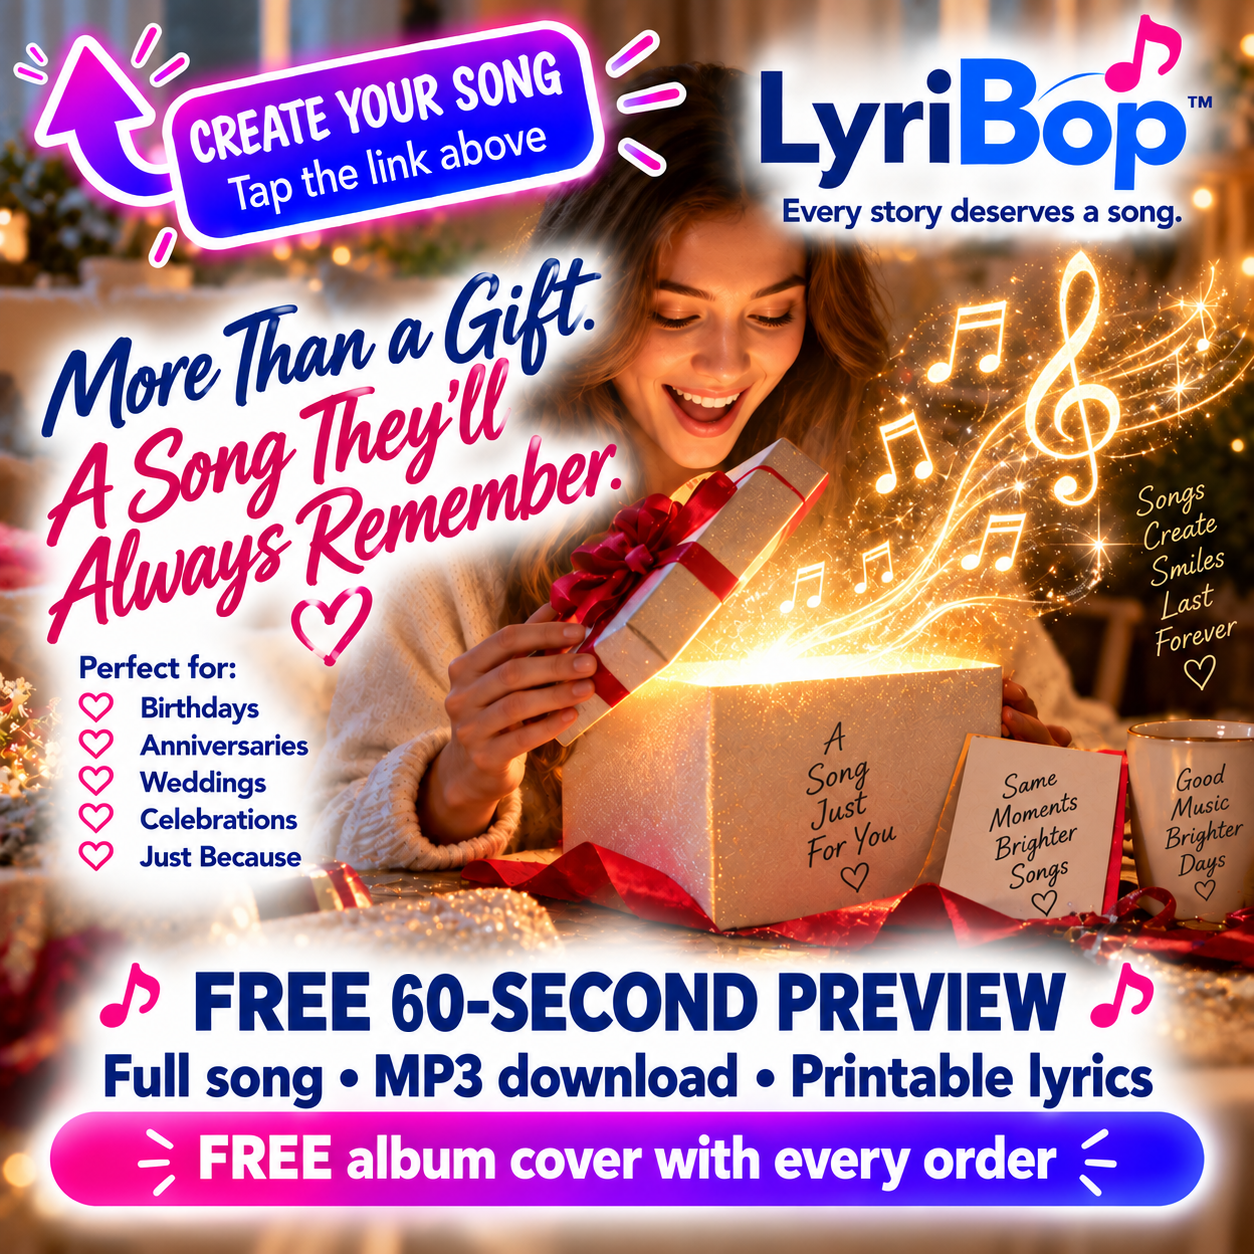 CREATE YOUR SONG
Tap the link above
LyriBop™
Every story deserves a song.
More Than a Gift.
A Song They'll
Always Remember.
Perfect for:
Birthdays
Anniversaries
Weddings
Celebrations
Just Because
Songs
Create
Smiles
Last
Forever
A
Song
Just
For You
Same
Moments
Brighter
Songs
Good
Music
Brighter
Days
FREE 60-SECOND PREVIEW
Full song • MP3 download • Printable lyrics
FREE album cover with every order